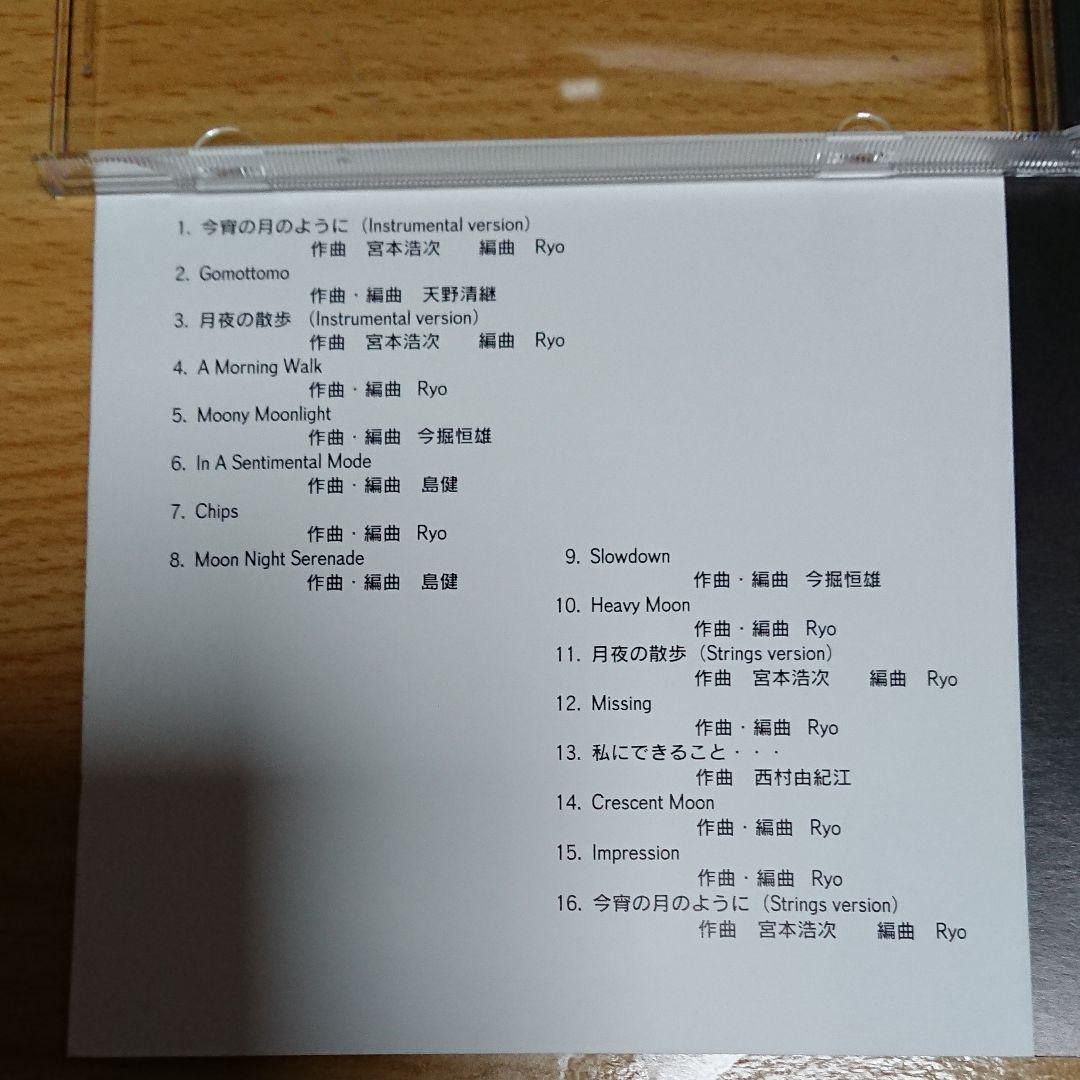 1. 今宵の月のように（Instrumental version）
作曲　宮本浩次　　編曲　Ryo
2. Gomottomo
作曲・編曲　天野清継
3. 月夜の散歩（Instrumental version）
作曲　宮本浩次　　編曲　Ryo
4. A Morning Walk
作曲・編曲　Ryo
5. Moony Moonlight
作曲・編曲　今掘恒雄
6. In A Sentimental Mode
作曲・編曲　島健
7. Chips
作曲・編曲　Ryo
8. Moon Night Serenade
作曲・編曲　島健
9. Slowdown
作曲・編曲　今掘恒雄
10. Heavy Moon
作曲・編曲　Ryo
11. 月夜の散歩（Strings version）
作曲　宮本浩次　　編曲　Ryo
12. Missing
作曲・編曲　Ryo
13. 私にできること・・・
作曲　西村由紀江
14. Crescent Moon
作曲・編曲　Ryo
15. Impression
作曲・編曲　Ryo
16. 今宵の月のように（Strings version）
作曲　宮本浩次　　編曲　Ryo